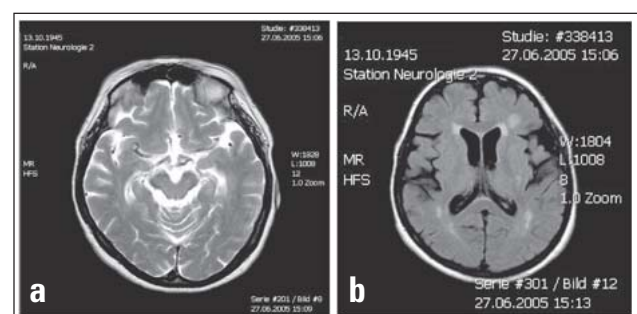 13.10.1945
Station Neurologie 2
Studie: #338413
27.06.2005 15:06
R/A
MR
HFS
W:1828
L:1008
12
1.0 Zoom
a
Serie #201 / Bild #9
27.06.2005 15:09
Studie: #338413
13.10.1945
27.06.2005 15:06
Station Neurologie 2
R/A
MR
HFS
W:1804
L:1008
8
1.0 Zoom
b
Serie #301 / Bild #12
27.06.2005 15:13